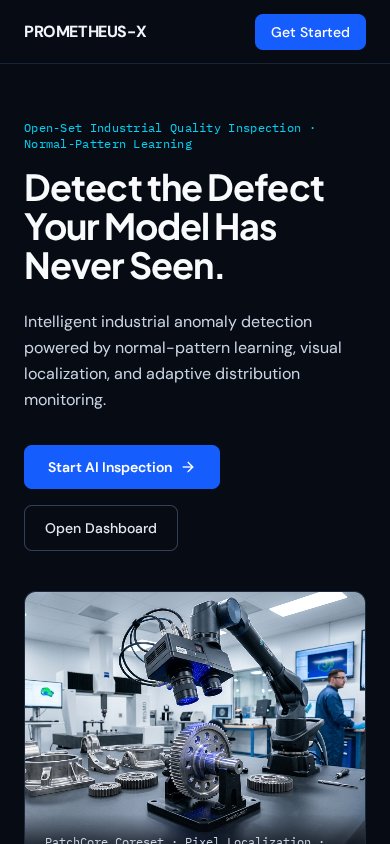 PROMETHEUS-X
Get Started
Open-Set Industrial Quality Inspection ·
Normal-Pattern Learning
Detect the Defect
Your Model Has
Never Seen.
Intelligent industrial anomaly detection
powered by normal-pattern learning, visual
localization, and adaptive distribution
monitoring.
Start AI Inspection →
Open Dashboard
PatchCore Coreset · Pixel Localization ·